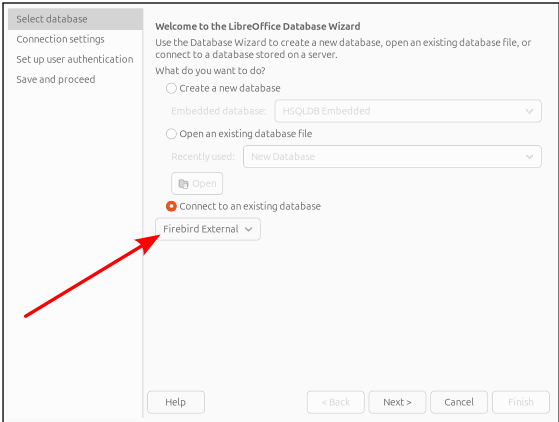 Select database
Connection settings
Set up user authentication
Save and proceed
Welcome to the LibreOffice Database Wizard
Use the Database Wizard to create a new database, open an existing database file, or
connect to a database stored on a server.
What do you want to do?
Create a new database
Embedded database: HSQLDB Embedded
Open an existing database file
Recently used: New Database
Open
Connect to an existing database
Firebird External
Help < Back Next > Cancel Finish